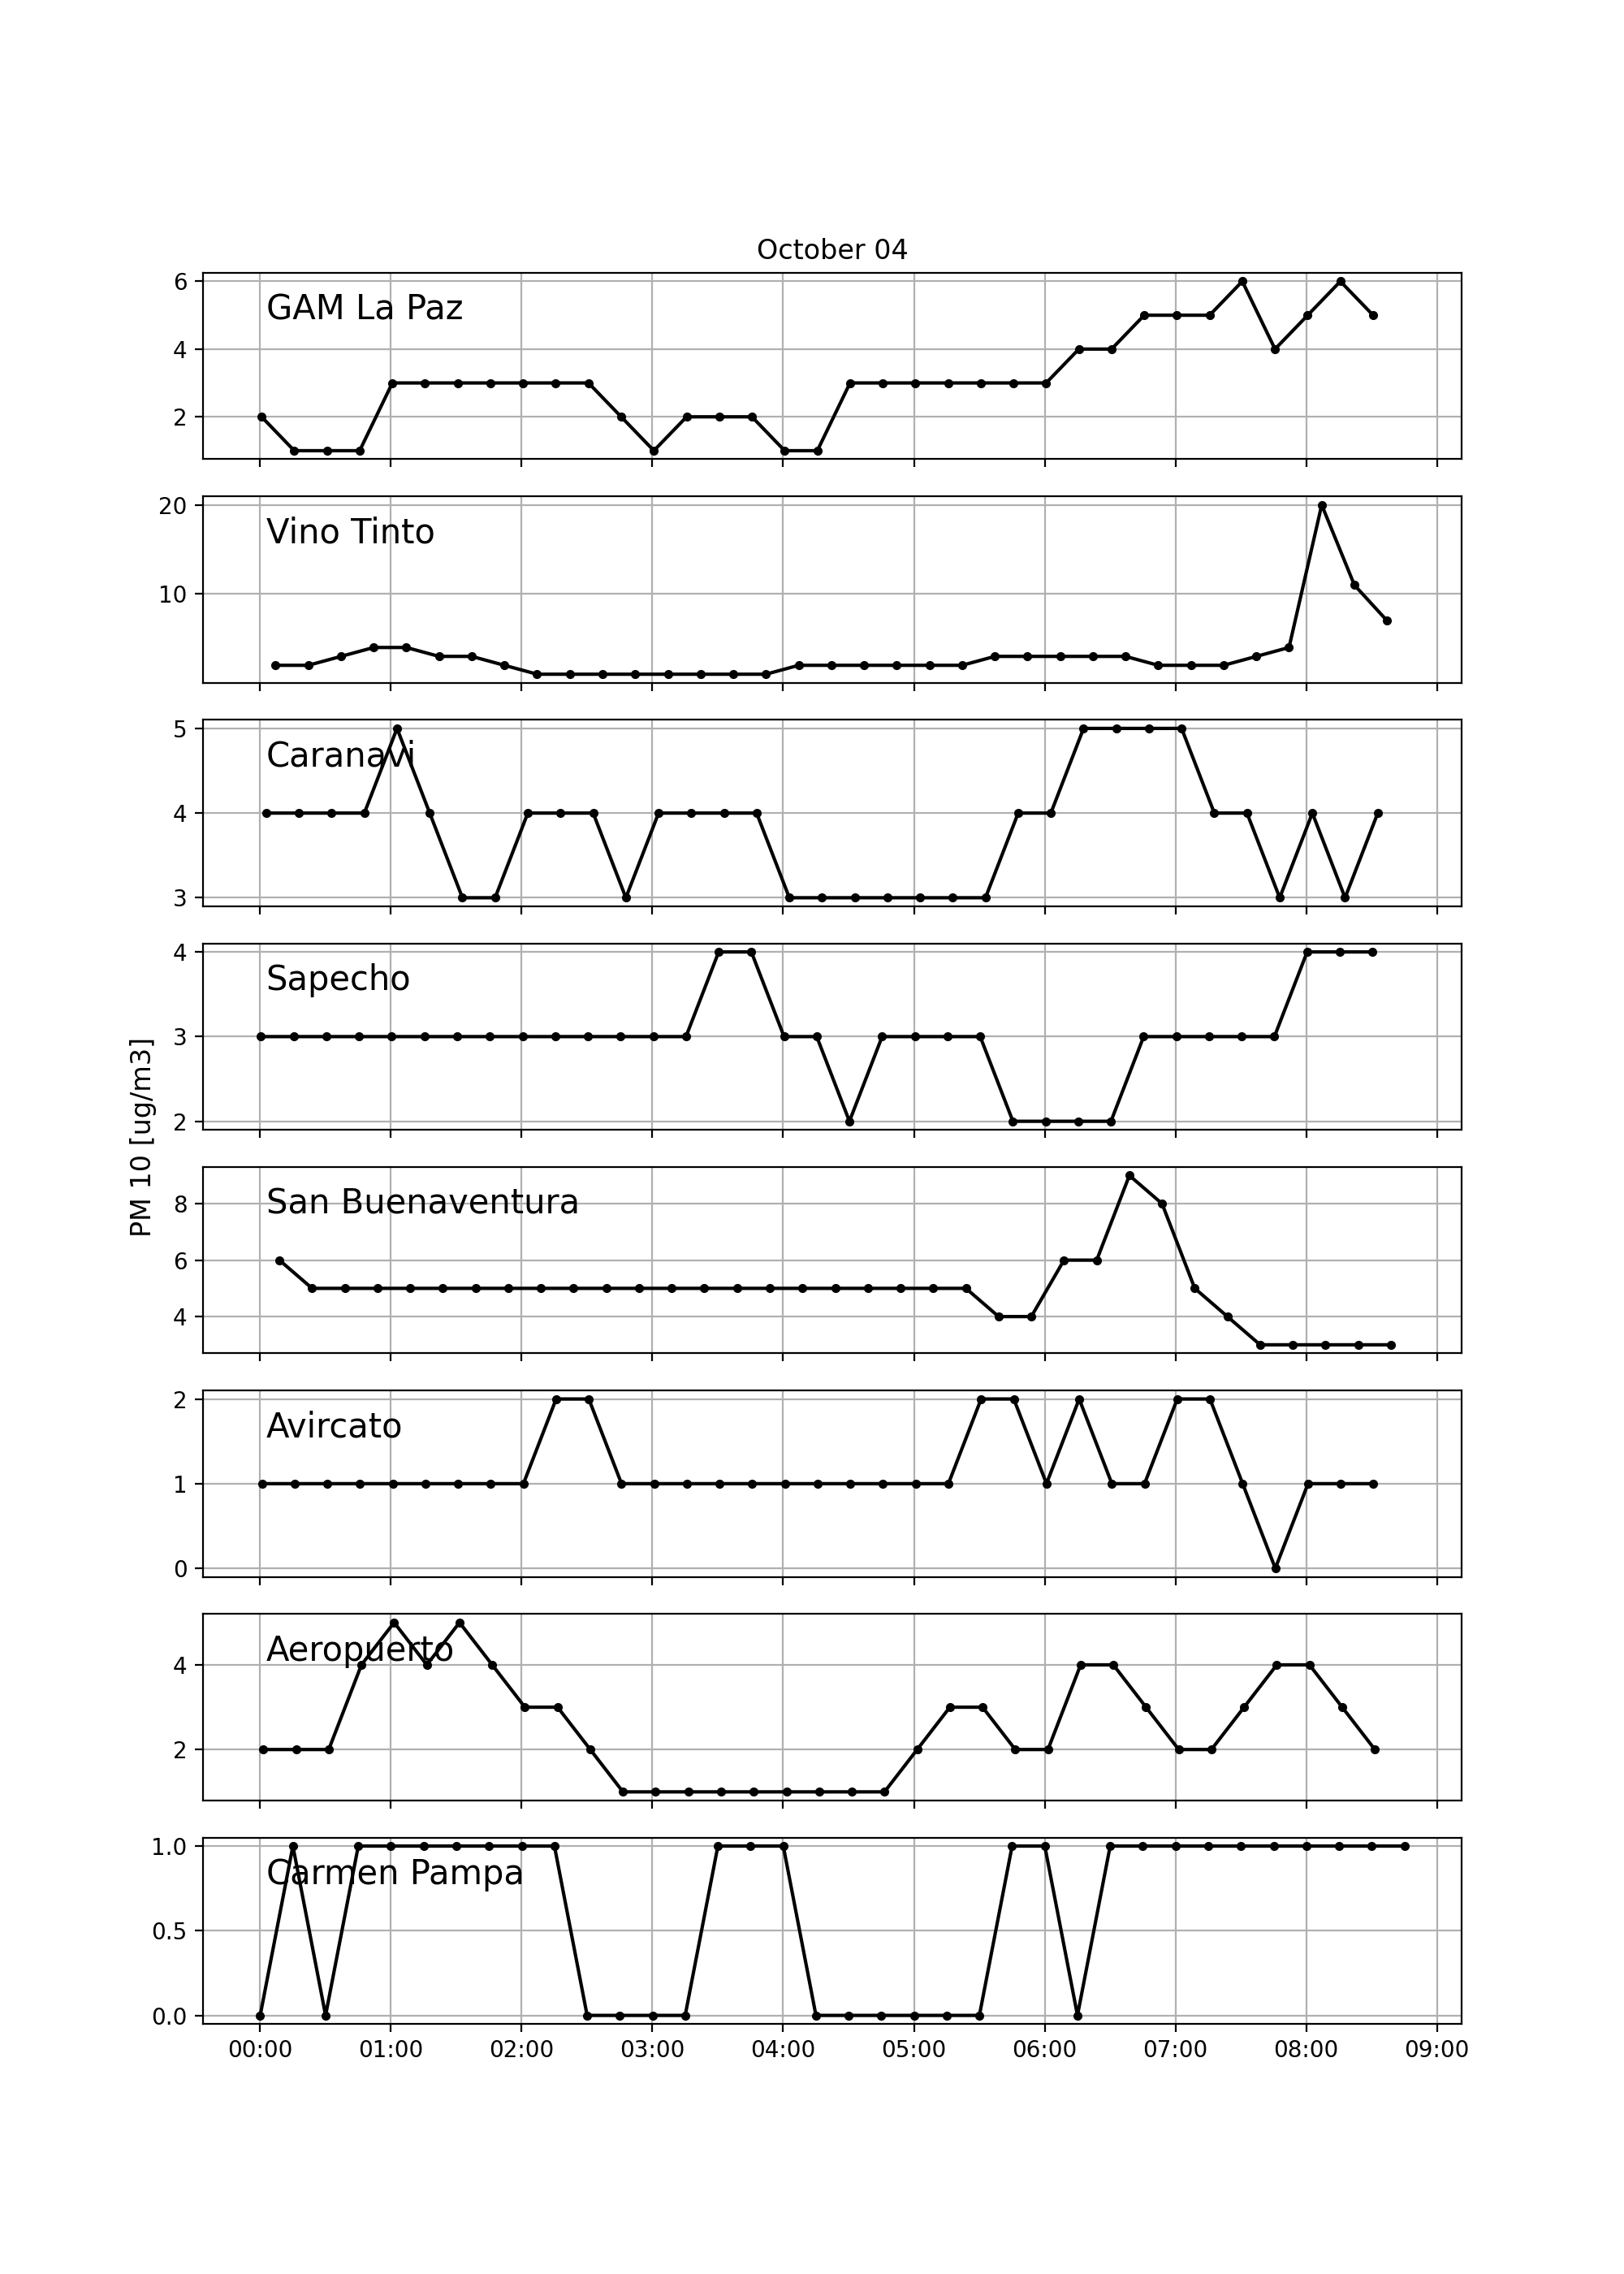 October 04
PM 10 [ug/m3]
6
GAM La Paz
4
2
20
Vino Tinto
10
5
Caranavi
4
3
4
Sapecho
3
2
8
San Buenaventura
6
4
2
Avircato
1
0
Aeropuerto
4
2
1.0
Carmen Pampa
0.5
0.0
00:00 01:00 02:00 03:00 04:00 05:00 06:00 07:00 08:00 09:00